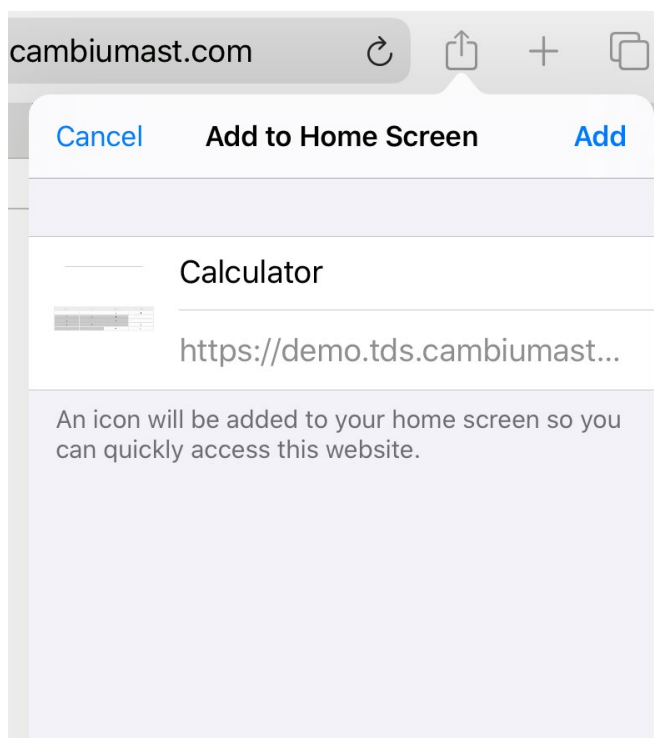 cambiumast.com
Cancel
Add to Home Screen
Add
Calculator
https://demo.tds.cambiumast...
An icon will be added to your home screen so you
can quickly access this website.